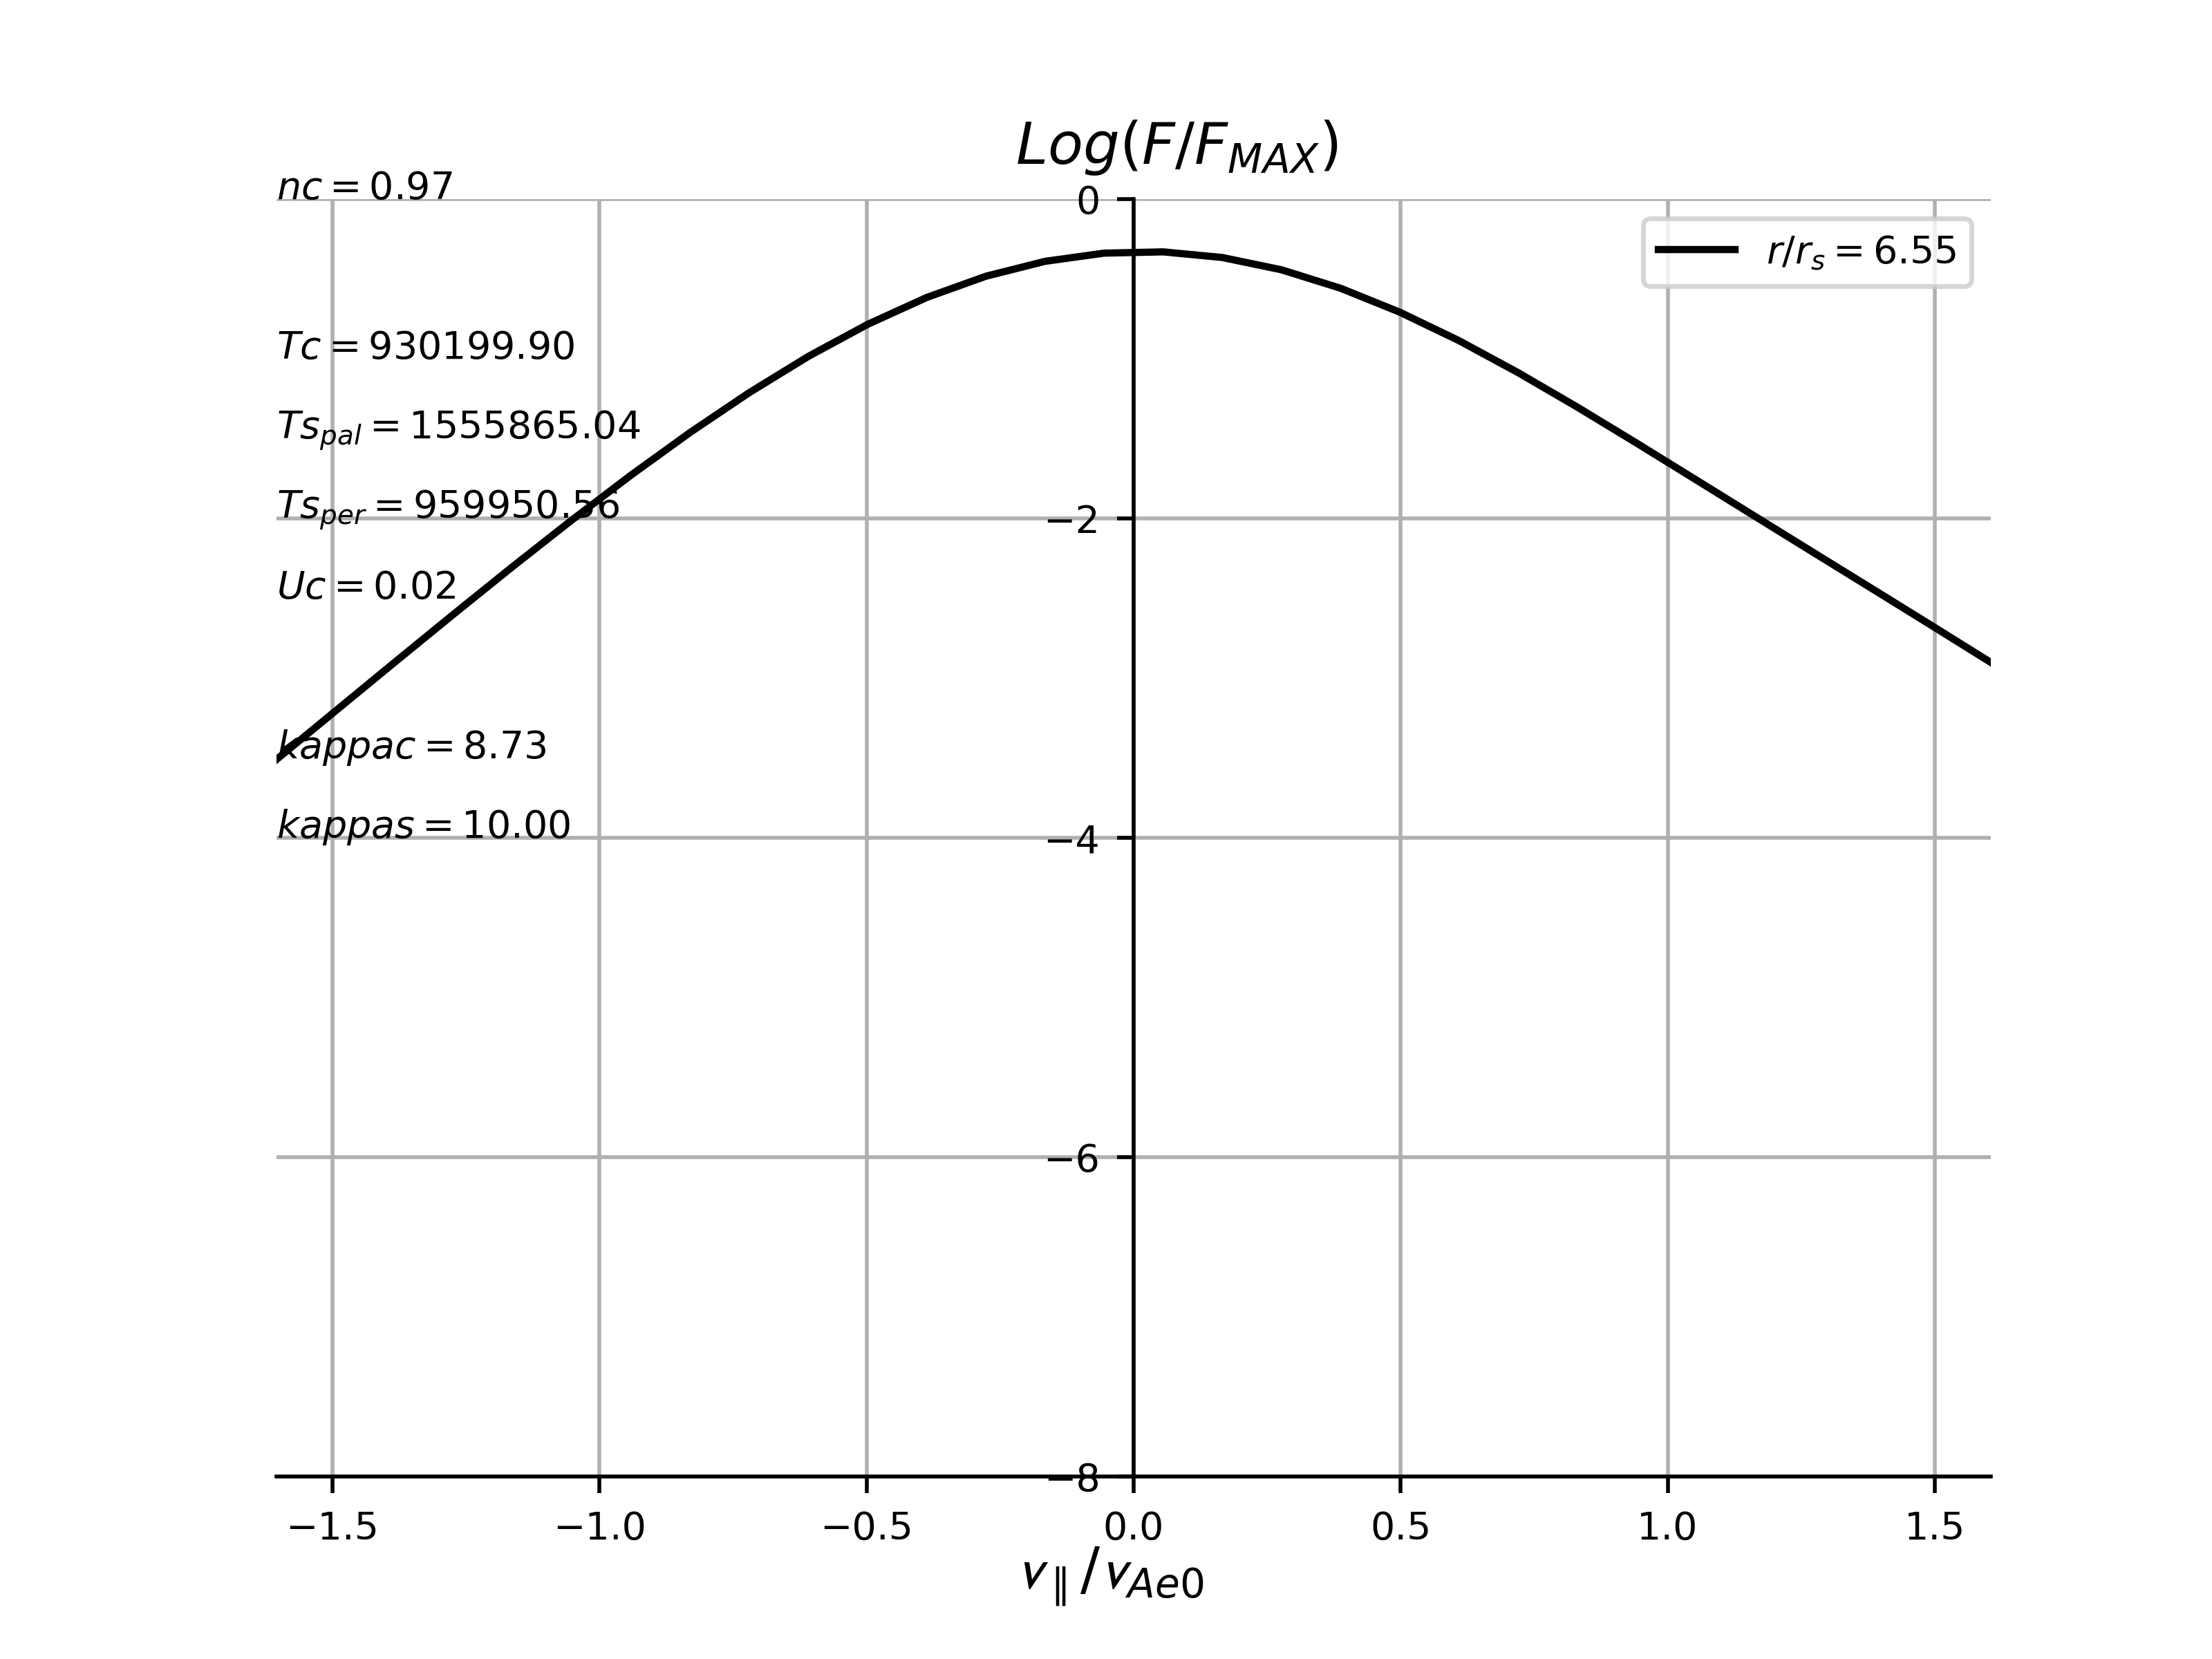 Log(F/F_MAX)
nc = 0.97
0
r/r_s = 6.55
Tc = 930199.90
Ts_pal = 1555865.04
Ts_per = 959950.56
−2
Uc = 0.02
kappac = 8.73
kappas = 10.00
−4
−6
−8
−1.5 −1.0 −0.5 0.0 0.5 1.0 1.5
v_∥/v_Ae0